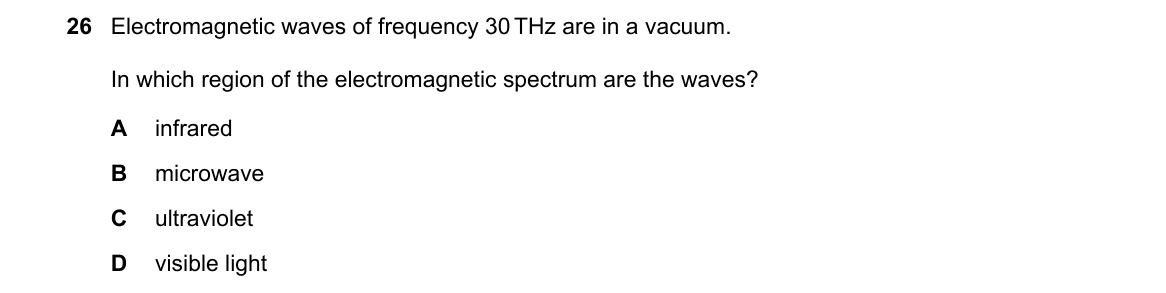 26 Electromagnetic waves of frequency 30 THz are in a vacuum.
In which region of the electromagnetic spectrum are the waves?
A infrared
B microwave
C ultraviolet
D visible light